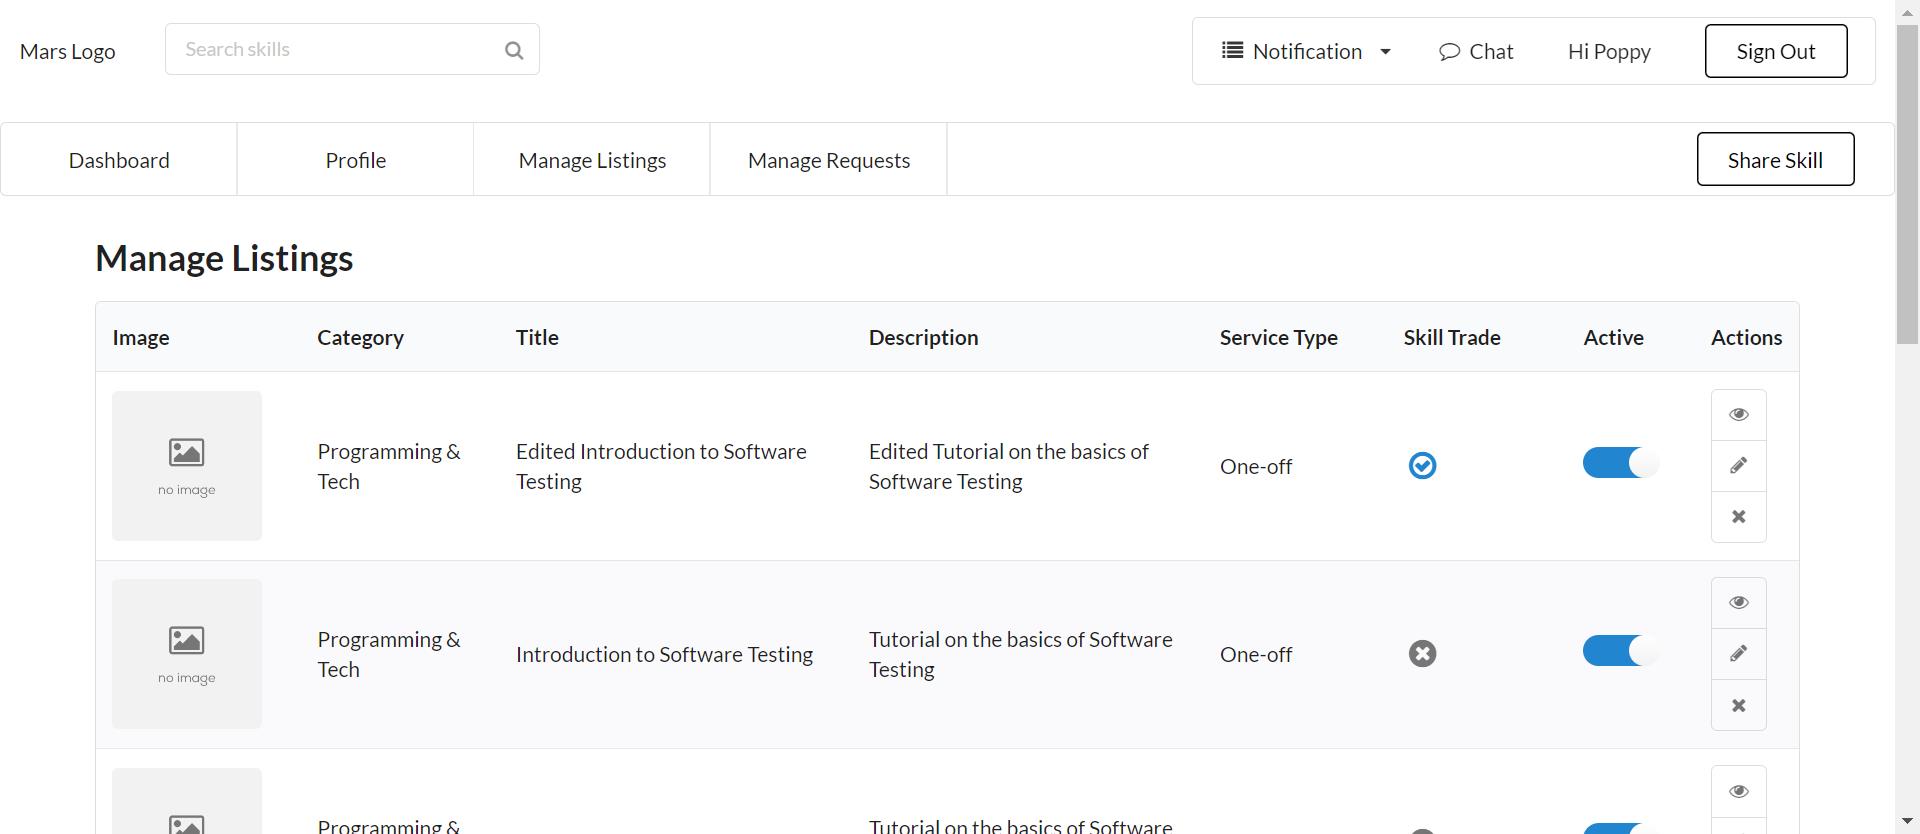 Mars Logo
Search skills
Notification
Chat
Hi Poppy
Sign Out
Dashboard
Profile
Manage Listings
Manage Requests
Share Skill
Manage Listings
Image
Category
Title
Description
Service Type
Skill Trade
Active
Actions
no image
Programming &
Tech
Edited Introduction to Software
Testing
Edited Tutorial on the basics of
Software Testing
One-off
no image
Programming &
Tech
Introduction to Software Testing
Tutorial on the basics of Software
Testing
One-off
Programming &
Tutorial on the basics of Software